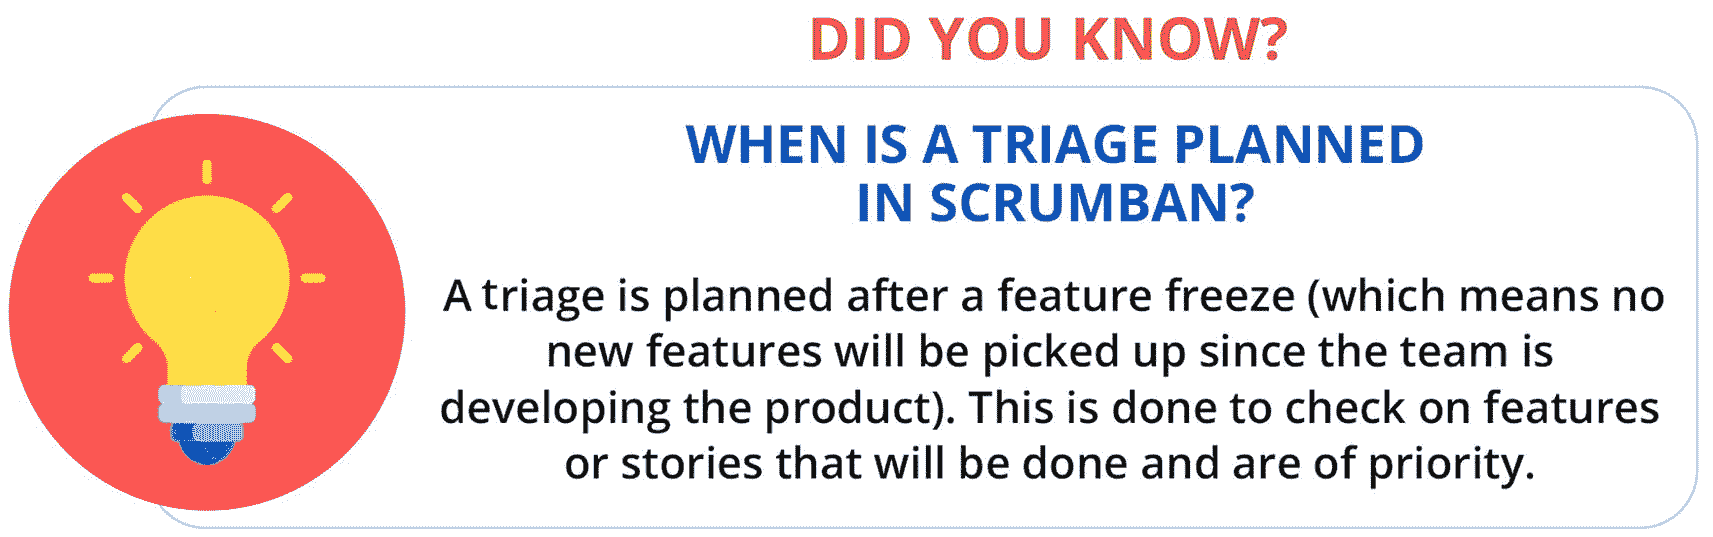 DID YOU KNOW?
WHEN IS A TRIAGE PLANNED
IN SCRUMBAN?
A triage is planned after a feature freeze (which means no
new features will be picked up since the team is
developing the product). This is done to check on features
or stories that will be done and are of priority.